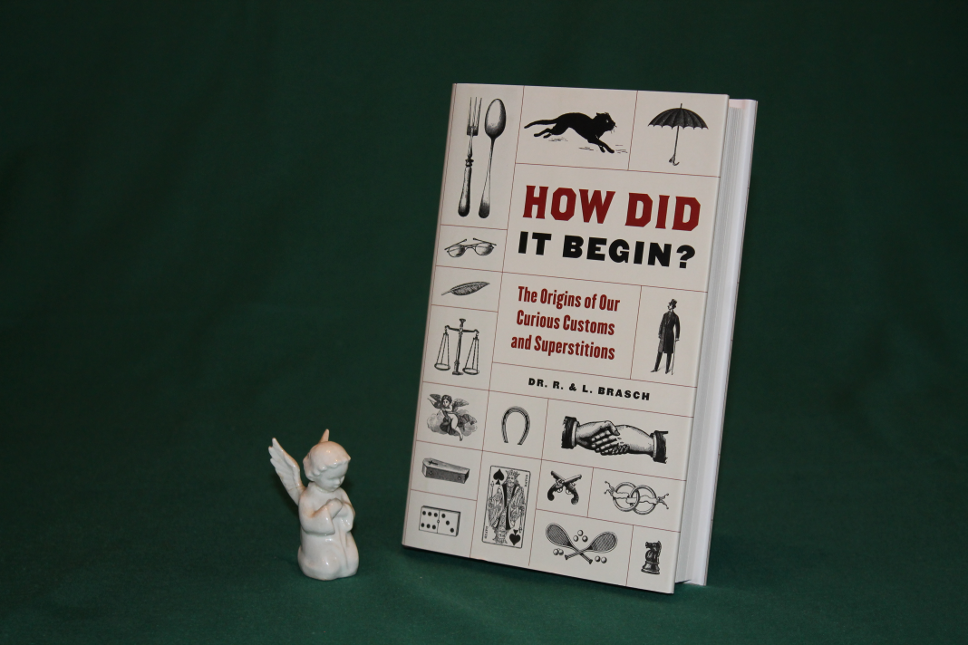 HOW DID
IT BEGIN?
The Origins of Our
Curious Customs
and Superstitions
DR. R. & L. BRASCH